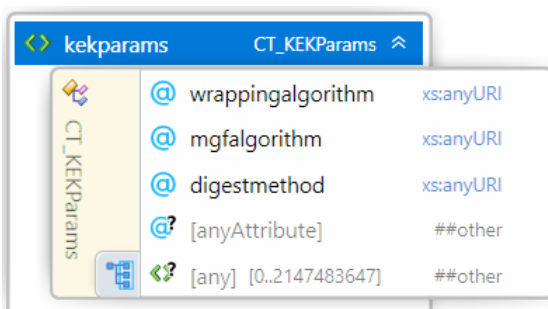 kekparams CT_KEKParams
CT_KEKParams
@ wrappingalgorithm xs:anyURI
@ mgfalgorithm xs:anyURI
@ digestmethod xs:anyURI
@? [anyAttribute] ##other
<>? [any] [0..2147483647] ##other